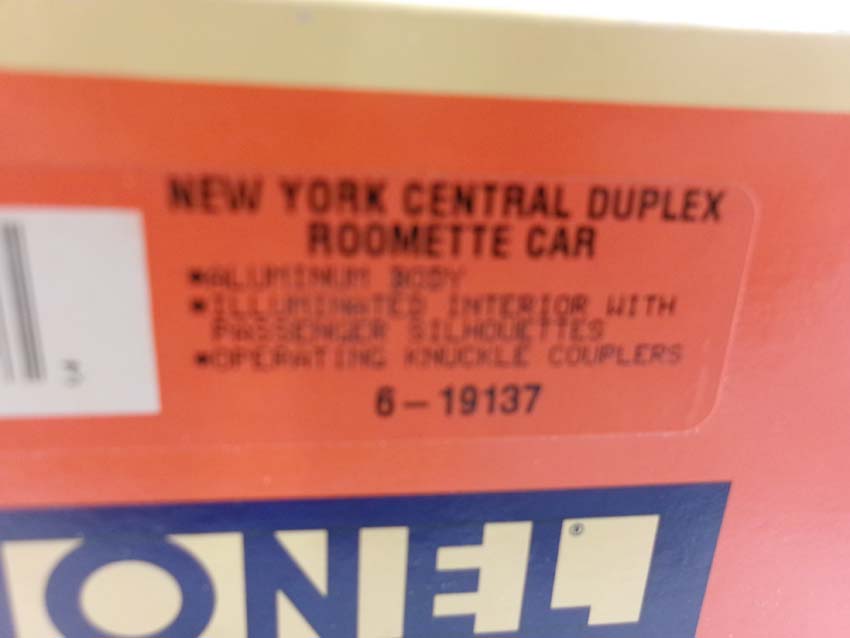 NEW YORK CENTRAL DUPLEX
ROOMETTE CAR
•ALUMINUM BODY
•ILLUMINATED INTERIOR WITH
PASSENGER SILHOUETTES
•OPERATING KNUCKLE COUPLERS
3
6-19137
ONEL
®